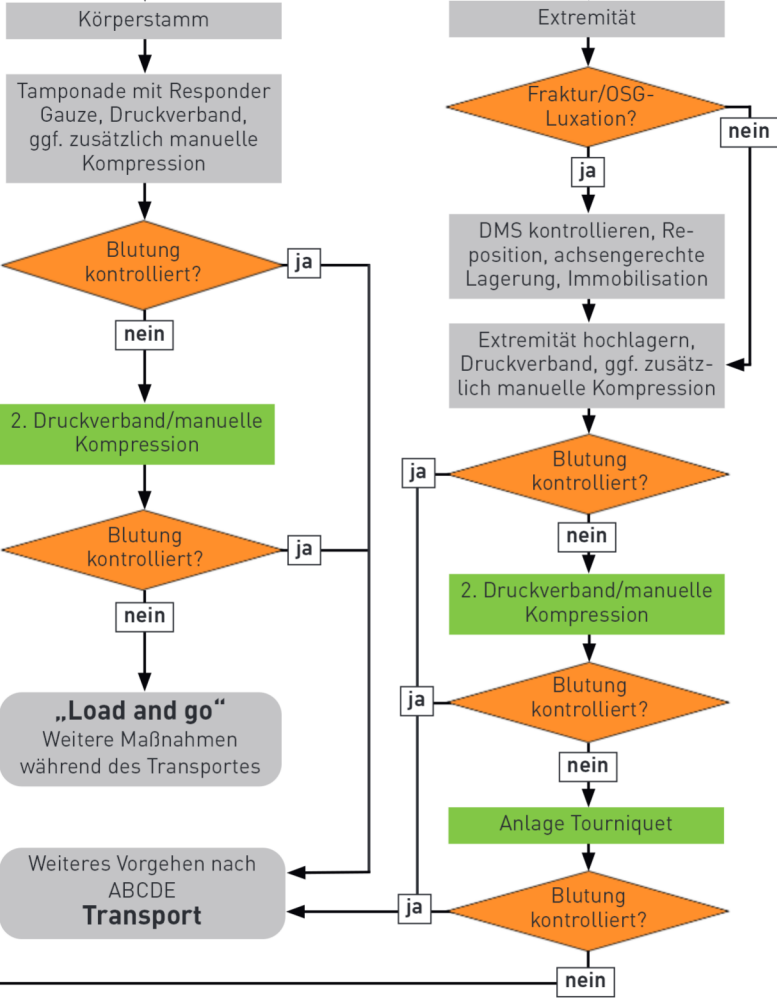 Körperstamm
Tamponade mit Responder
Gauze, Druckverband,
ggf. zusätzlich manuelle
Kompression
Blutung
kontrolliert?
ja
nein
2. Druckverband/manuelle
Kompression
Blutung
kontrolliert?
ja
nein
„Load and go“
Weitere Maßnahmen
während des Transportes
Weiteres Vorgehen nach
ABCDE
Transport
Extremität
Fraktur/OSG-
Luxation?
nein
ja
DMS kontrollieren, Re-
position, achsengerechte
Lagerung, Immobilisation
Extremität hochlagern,
Druckverband, ggf. zusätz-
lich manuelle Kompression
Blutung
kontrolliert?
ja
nein
2. Druckverband/manuelle
Kompression
Blutung
kontrolliert?
ja
nein
Anlage Tourniquet
Blutung
kontrolliert?
ja
nein